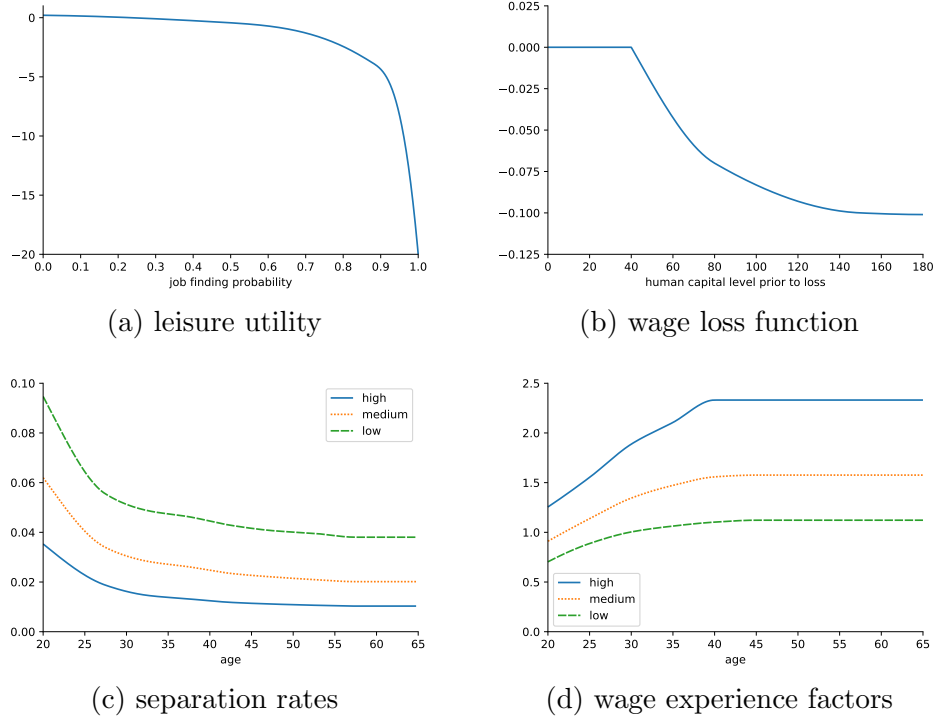 0
−5
−10
−15
−20
0.0 0.1 0.2 0.3 0.4 0.5 0.6 0.7 0.8 0.9 1.0
job finding probability
(a) leisure utility
0.025
0.000
−0.025
−0.050
−0.075
−0.100
−0.125
0 20 40 60 80 100 120 140 160 180
human capital level prior to loss
(b) wage loss function
0.10
0.08
0.06
0.04
0.02
0.00
20 25 30 35 40 45 50 55 60 65
age
high
medium
low
(c) separation rates
2.5
2.0
1.5
1.0
0.5
0.0
20 25 30 35 40 45 50 55 60 65
age
high
medium
low
(d) wage experience factors